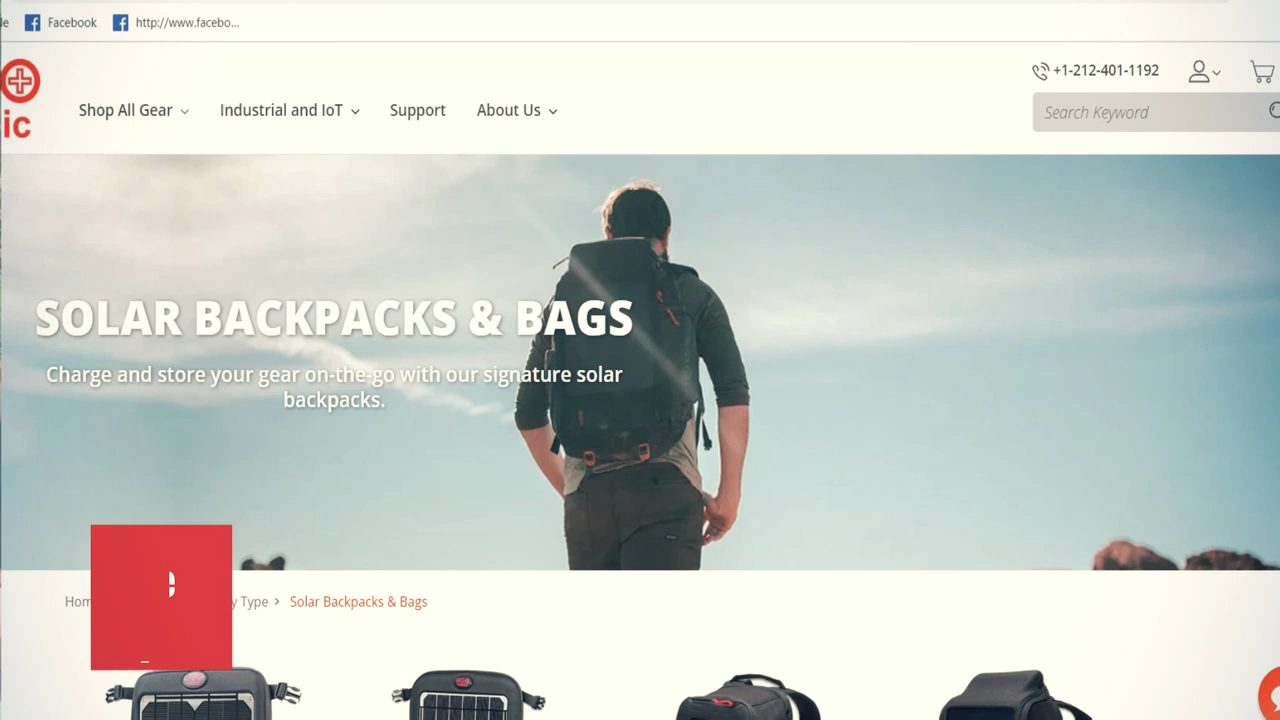 Facebook
http://www.facebo...
+1-212-401-1192
ic
Shop All Gear
Industrial and IoT
Support
About Us
Search Keyword
SOLAR BACKPACKS & BAGS
Charge and store your gear on-the-go with our signature solar
backpacks.
Type > Solar Backpacks & Bags